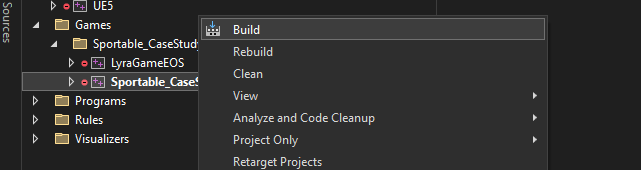 Sources
UE5
Games
Sportable_CaseStudy
LyraGameEOS
Sportable_CaseS
Programs
Rules
Visualizers
Build
Rebuild
Clean
View
Analyze and Code Cleanup
Project Only
Retarget Projects